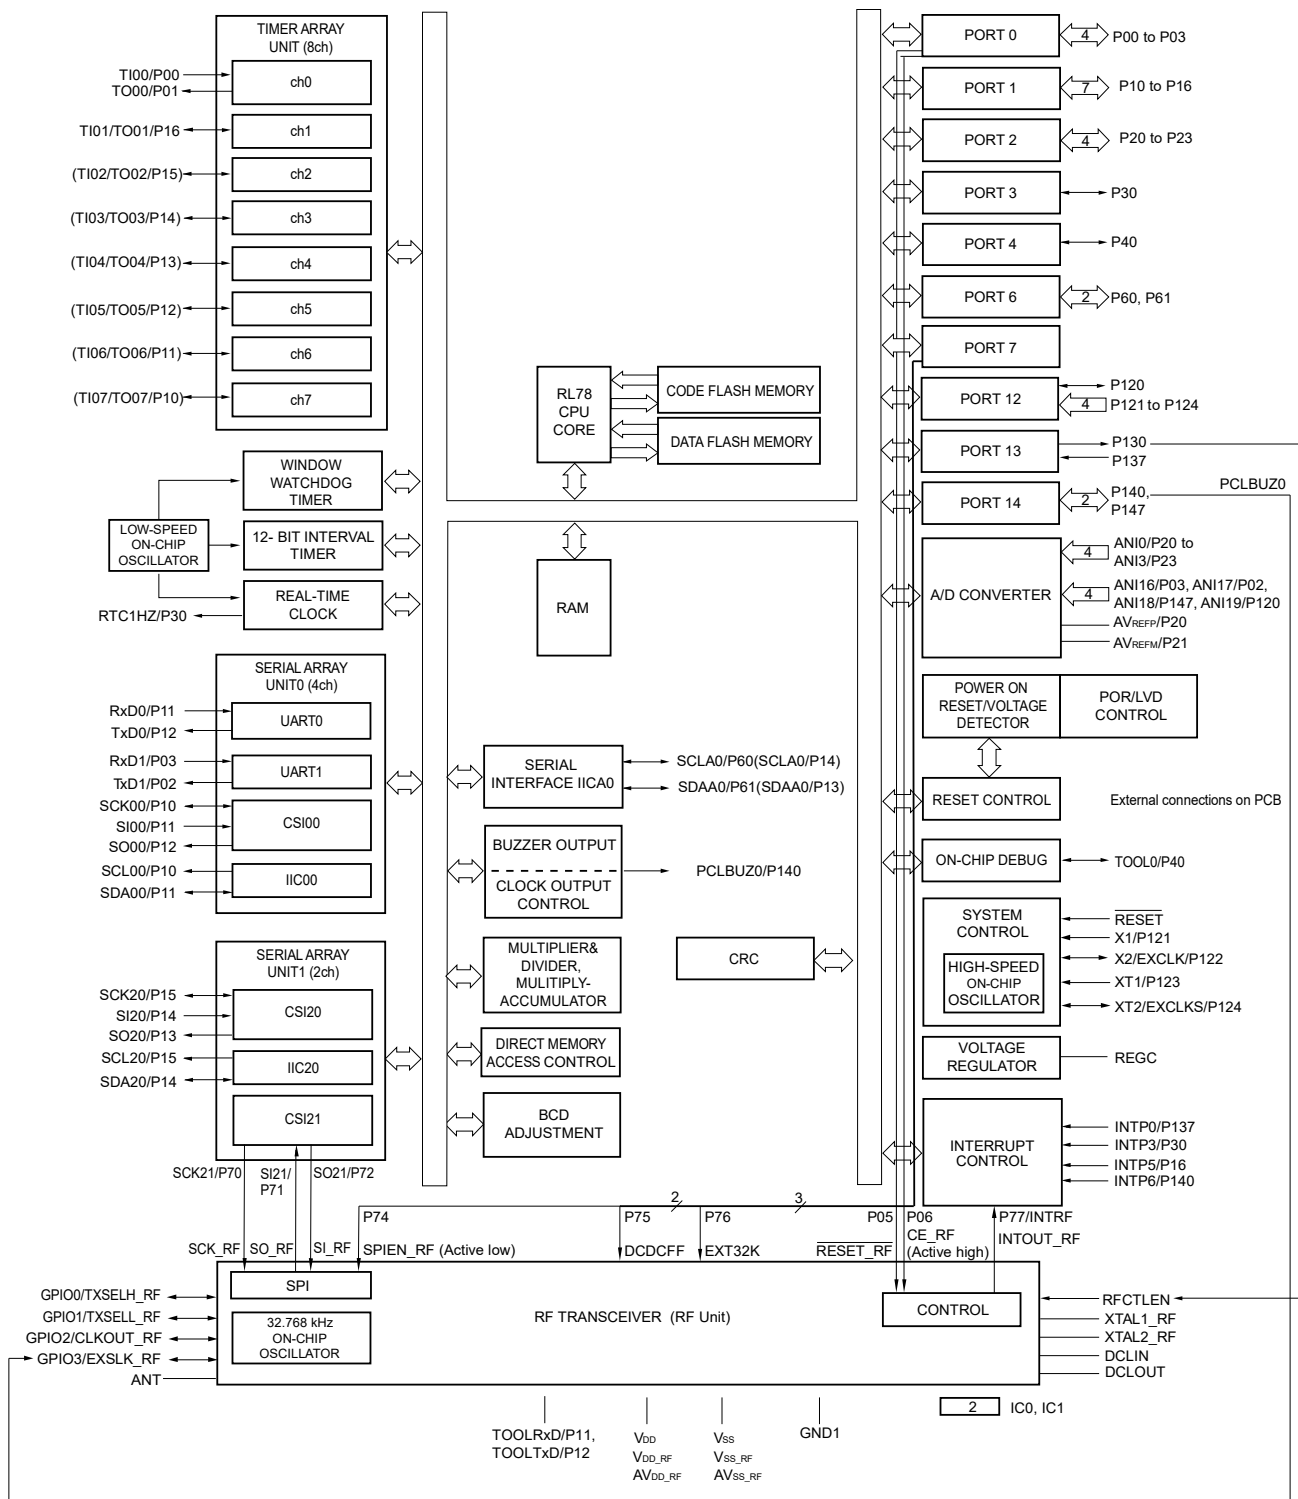 TIMER ARRAY
UNIT (8ch)
TI00/P00
TO00/P01
ch0
TI01/TO01/P16
ch1
(TI02/TO02/P15)
ch2
(TI03/TO03/P14)
ch3
(TI04/TO04/P13)
ch4
(TI05/TO05/P12)
ch5
(TI06/TO06/P11)
ch6
(TI07/TO07/P10)
ch7
WINDOW
WATCHDOG
TIMER
LOW-SPEED
ON-CHIP
OSCILLATOR
12- BIT INTERVAL
TIMER
REAL-TIME
CLOCK
RTC1HZ/P30
SERIAL ARRAY
UNIT0 (4ch)
RxD0/P11
TxD0/P12
UART0
RxD1/P03
TxD1/P02
UART1
SCK00/P10
SI00/P11
SO00/P12
CSI00
SCL00/P10
SDA00/P11
IIC00
SERIAL ARRAY
UNIT1 (2ch)
SCK20/P15
SI20/P14
SO20/P13
CSI20
SCL20/P15
SDA20/P14
IIC20
CSI21
SCK21/P70
SI21/
P71
SO21/P72
RL78
CPU
CORE
CODE FLASH MEMORY
DATA FLASH MEMORY
RAM
SERIAL
INTERFACE IICA0
SCLA0/P60(SCLA0/P14)
SDAA0/P61(SDAA0/P13)
BUZZER OUTPUT
CLOCK OUTPUT
CONTROL
PCLBUZ0/P140
MULTIPLIER&
DIVIDER,
MULITIPLY-
ACCUMULATOR
CRC
DIRECT MEMORY
ACCESS CONTROL
BCD
ADJUSTMENT
PORT 0
4
P00 to P03
PORT 1
7
P10 to P16
PORT 2
4
P20 to P23
PORT 3
P30
PORT 4
P40
PORT 6
2
P60, P61
PORT 7
PORT 12
P120
4
P121 to P124
PORT 13
P130
P137
PORT 14
2
P140,
P147
PCLBUZ0
A/D CONVERTER
4
ANI0/P20 to
ANI3/P23
4
ANI16/P03, ANI17/P02,
ANI18/P147, ANI19/P120
AVREFP/P20
AVREFM/P21
POWER ON
RESET/VOLTAGE
DETECTOR
POR/LVD
CONTROL
RESET CONTROL
External connections on PCB
ON-CHIP DEBUG
TOOL0/P40
SYSTEM
CONTROL
HIGH-SPEED
ON-CHIP
OSCILLATOR
RESET
X1/P121
X2/EXCLK/P122
XT1/P123
XT2/EXCLKS/P124
VOLTAGE
REGULATOR
REGC
INTERRUPT
CONTROL
INTP0/P137
INTP3/P30
INTP5/P16
INTP6/P140
2
3
P74
P75
P76
P05
P06
P77/INTRF
SCK_RF
SO_RF
SI_RF
SPIEN_RF (Active low)
DCDCFF
EXT32K
RESET_RF
CE_RF
(Active high)
INTOUT_RF
SPI
RF TRANSCEIVER (RF Unit)
CONTROL
32.768 kHz
ON-CHIP
OSCILLATOR
GPIO0/TXSELH_RF
GPIO1/TXSELL_RF
GPIO2/CLKOUT_RF
GPIO3/EXSLK_RF
ANT
RFCTLEN
XTAL1_RF
XTAL2_RF
DCLIN
DCLOUT
2
IC0, IC1
TOOLRxD/P11,
TOOLTxD/P12
VDD
VDD_RF
AVDD_RF
VSS
VSS_RF
AVSS_RF
GND1